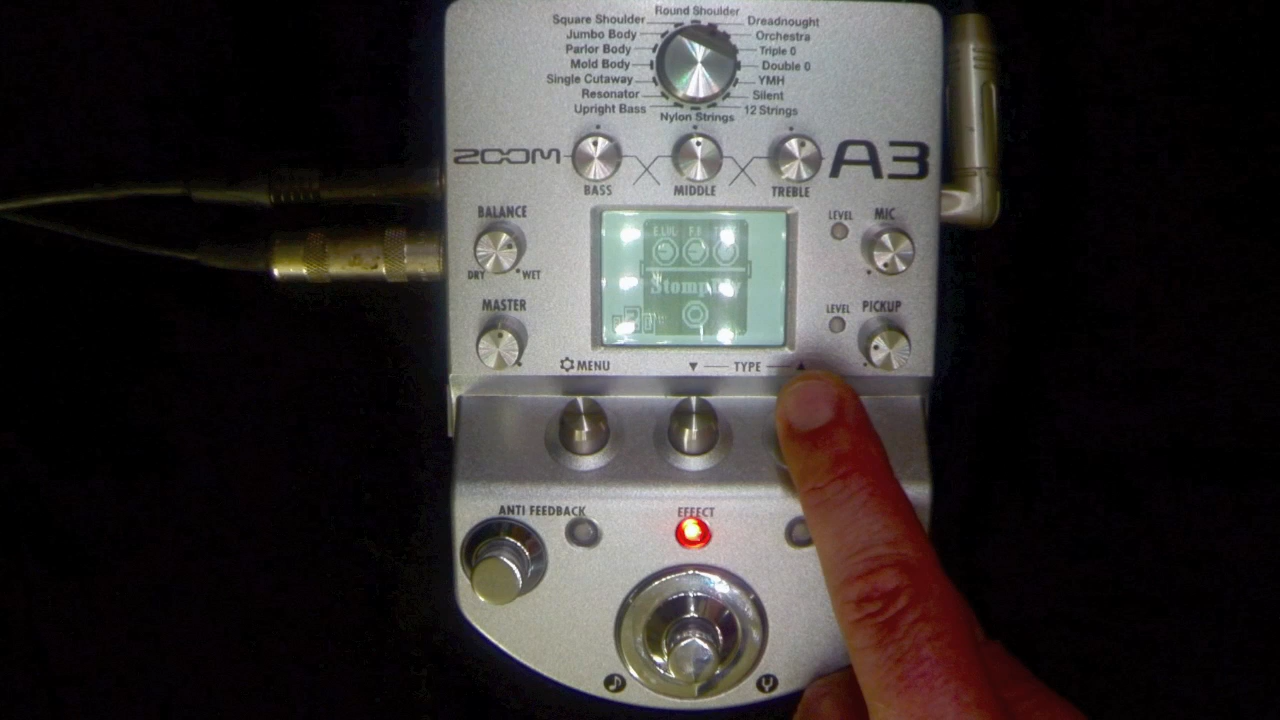 Round Shoulder
Square Shoulder Dreadnought
Jumbo Body Orchestra
Parlor Body Triple 0
Mold Body Double 0
Single Cutaway YMH
Resonator Silent
Upright Bass 12 Strings
Nylon Strings
ZOOM A3
BASS MIDDLE TREBLE
BALANCE LEVEL MIC
DRY WET
MASTER LEVEL PICKUP
MENU TYPE
ANTI FEEDBACK EFFECT